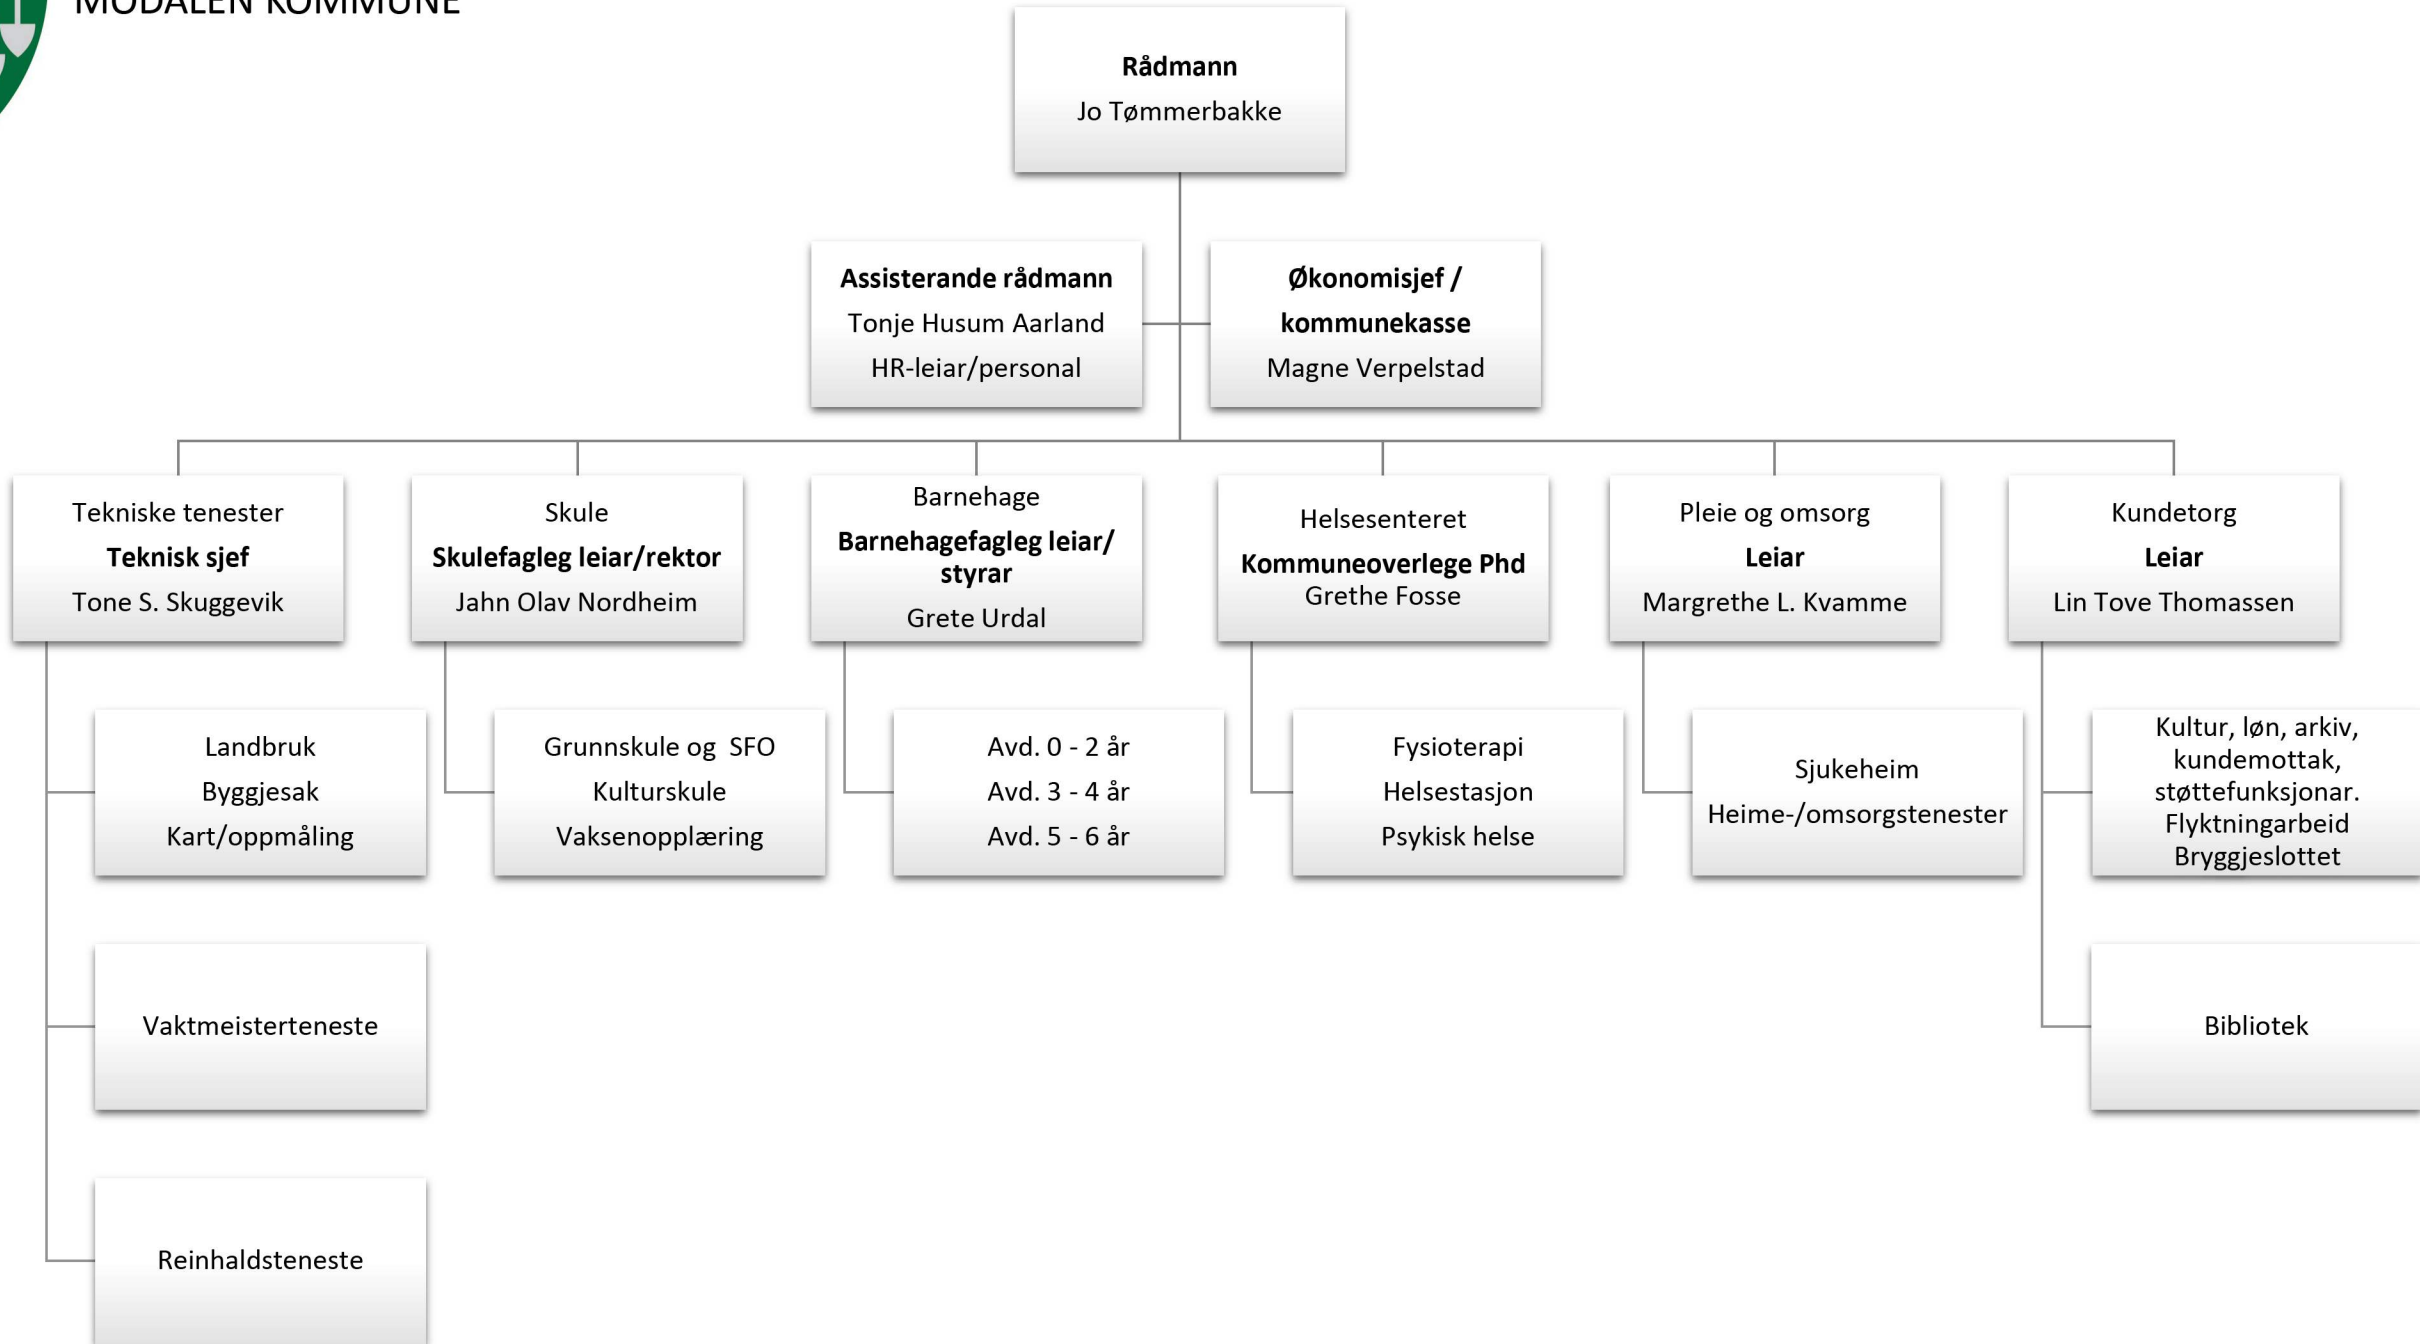 MODALEN KOMMUNE
Rådmann
Jo Tømmerbakke
Assisterande rådmann
Tonje Husum Aarland
HR-leiar/personal
Økonomisjef /
kommunekasse
Magne Verpelstad
Tekniske tenester
Teknisk sjef
Tone S. Skuggevik
Skule
Skulefagleg leiar/rektor
Jahn Olav Nordheim
Barnehage
Barnehagefagleg leiar/
styrar
Grete Urdal
Helsesenteret
Kommuneoverlege Phd
Grethe Fosse
Pleie og omsorg
Leiar
Margrethe L. Kvamme
Kundetorg
Leiar
Lin Tove Thomassen
Landbruk
Byggjesak
Kart/oppmåling
Grunnskule og  SFO
Kulturskule
Vaksenopplæring
Avd. 0 - 2 år
Avd. 3 - 4 år
Avd. 5 - 6 år
Fysioterapi
Helsestasjon
Psykisk helse
Sjukeheim
Heime-/omsorgstenester
Kultur, løn, arkiv,
kundemottak,
støttefunksjonar.
Flyktningarbeid
Bryggjeslottet
Vaktmeisterteneste
Bibliotek
Reinhaldsteneste